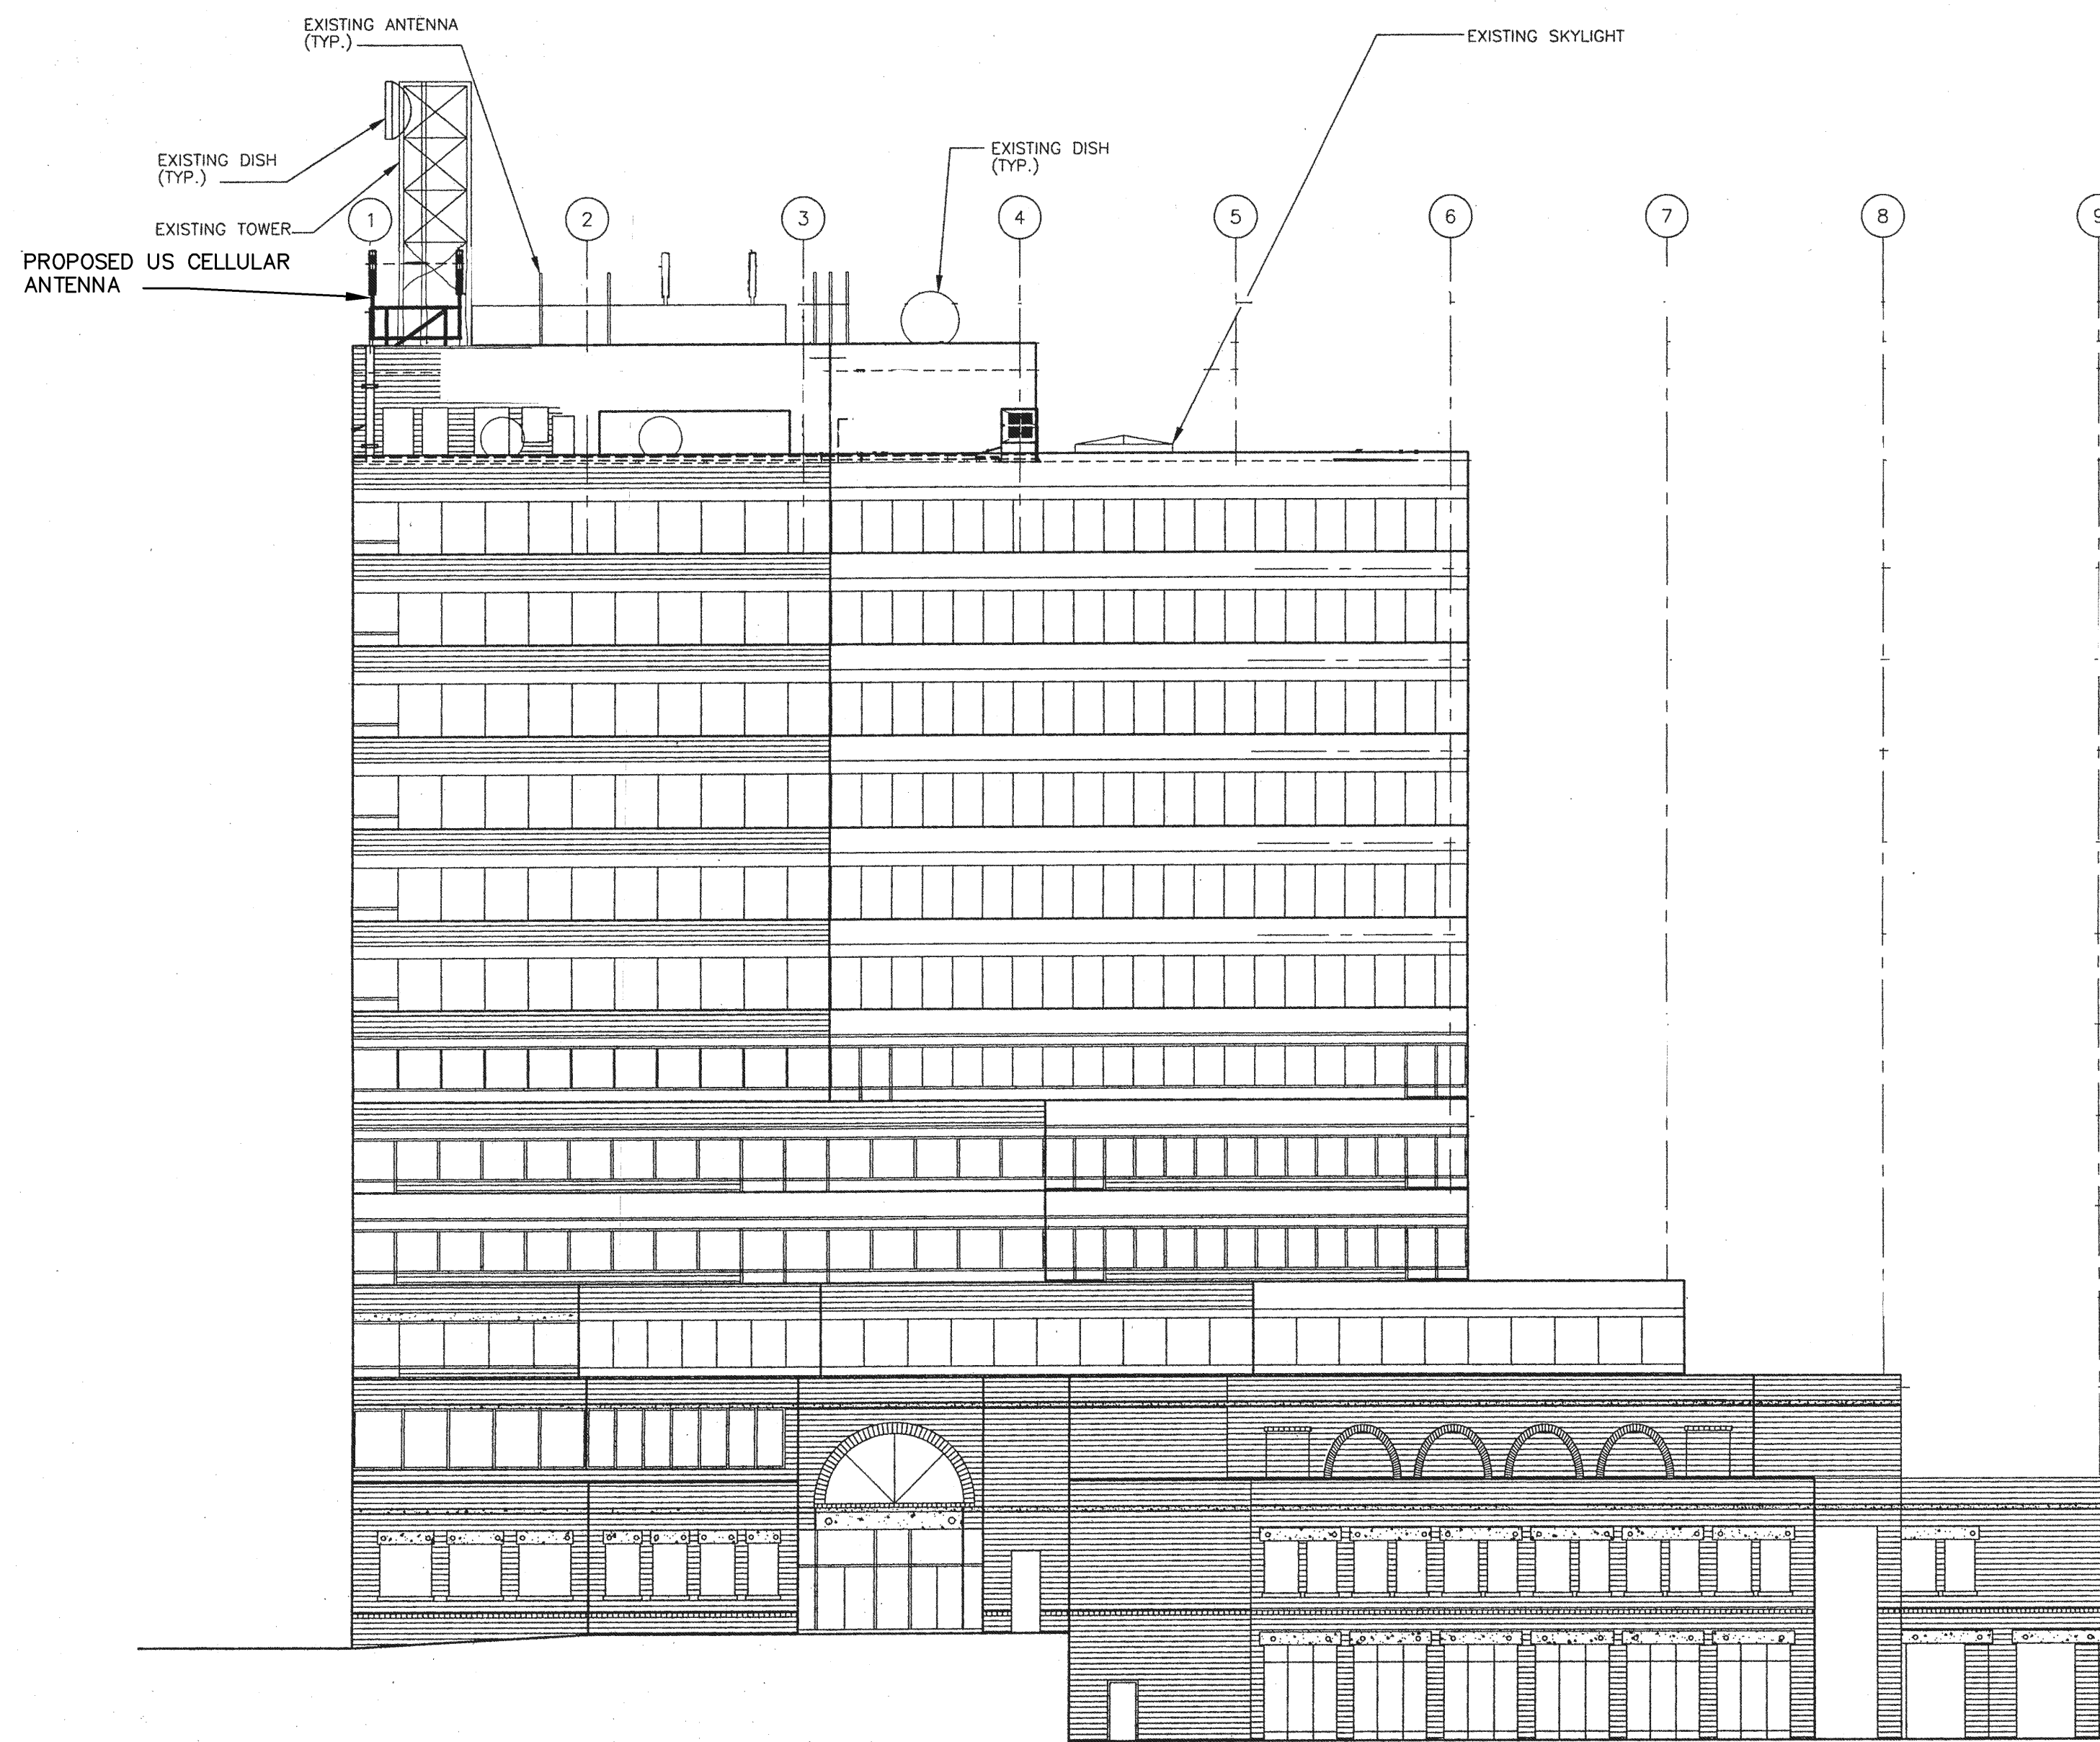 EXISTING ANTENNA
(TYP.)
EXISTING SKYLIGHT
EXISTING DISH
(TYP.)
EXISTING DISH
(TYP.)
EXISTING TOWER
PROPOSED US CELLULAR
ANTENNA
1
2
3
4
5
6
7
8
9